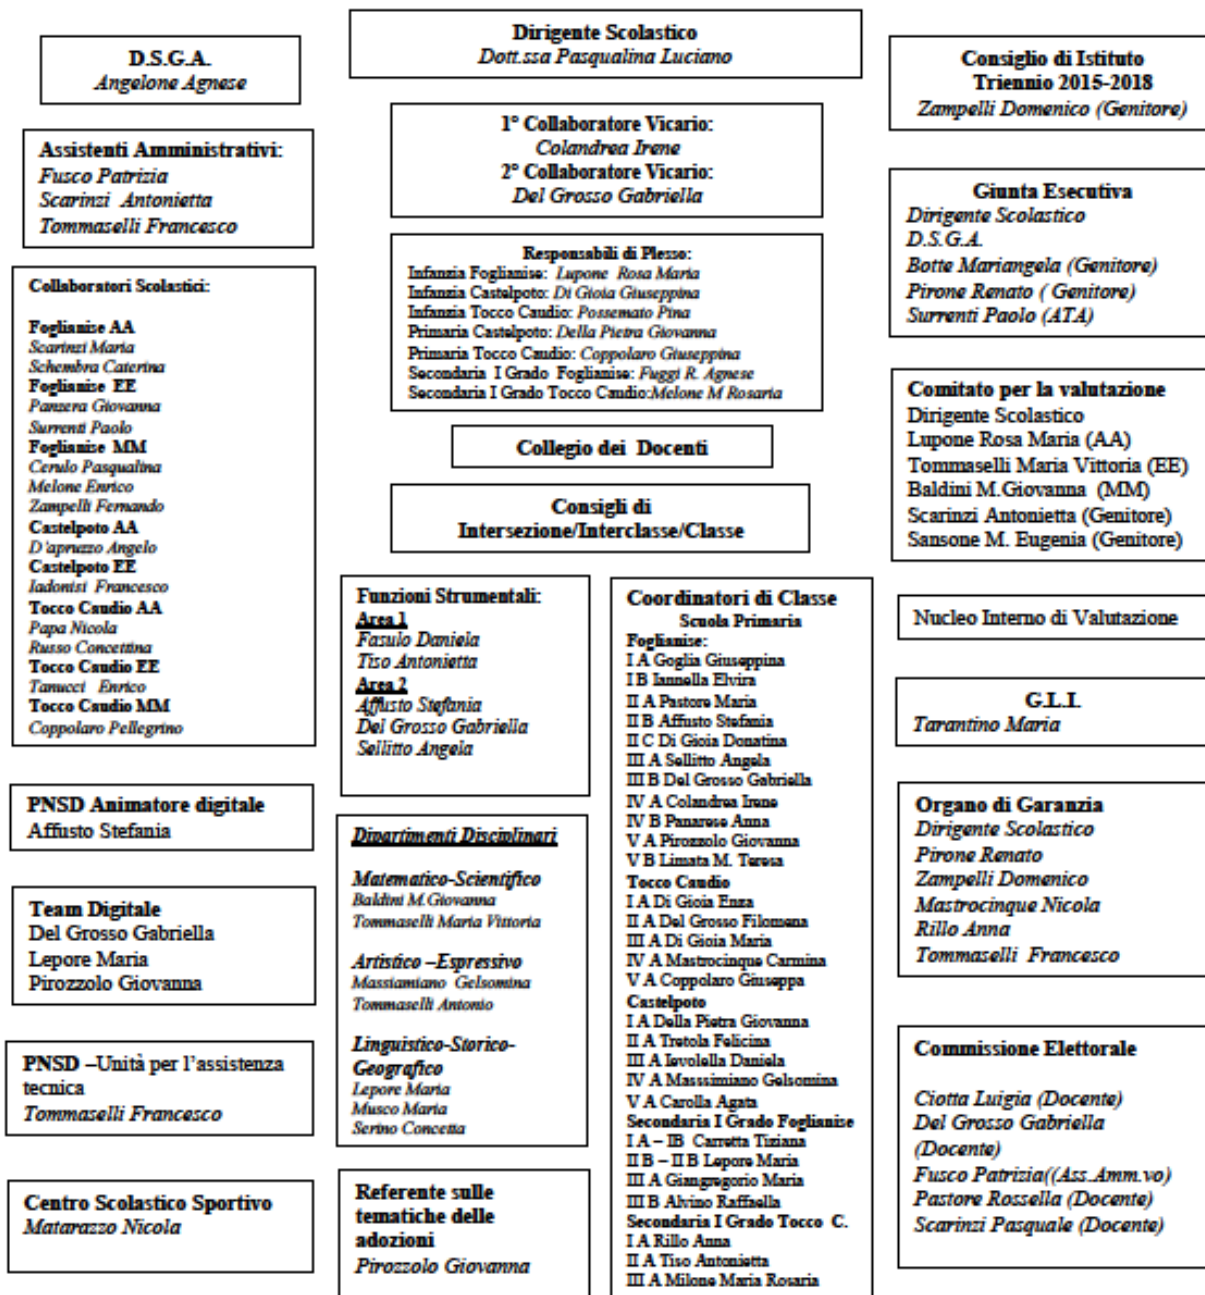 D.S.G.A.
Angelone Agnese
Assistenti Amministrativi:
Fusco Patrizia
Scarinzi Antonietta
Tommaselli Francesco
Collaboratori Scolastici:
Foglianise AA
Scarinzi Maria
Schembra Caterina
Foglianise EE
Panzera Giovanna
Surrenti Paolo
Foglianise MM
Cerulo Pasqualina
Melone Enrico
Zampelli Fernando
Castelpoto AA
D'apruzzo Angelo
Castelpoto EE
Iadonisi Francesco
Tocco Caudio AA
Papa Nicola
Russo Concettina
Tocco Caudio EE
Tanucci Enrico
Tocco Caudio MM
Coppolaro Pellegrino
PNSD Animatore digitale
Affusto Stefania
Team Digitale
Del Grosso Gabriella
Lepore Maria
Pirozzolo Giovanna
PNSD –Unità per l'assistenza
tecnica
Tommaselli Francesco
Centro Scolastico Sportivo
Matarazzo Nicola
Dirigente Scolastico
Dott.ssa Pasqualina Luciano
1° Collaboratore Vicario:
Colandrea Irene
2° Collaboratore Vicario:
Del Grosso Gabriella
Responsabili di Plesso:
Infanzia Foglianise: Lupone Rosa Maria
Infanzia Castelpoto: Di Gioia Giuseppina
Infanzia Tocco Caudio: Possemato Pina
Primaria Castelpoto: Della Pietra Giovanna
Primaria Tocco Caudio: Coppolaro Giuseppina
Secondaria I Grado Foglianise: Fuggi R. Agnese
Secondaria I Grado Tocco Caudio:Melone M Rosaria
Collegio dei Docenti
Consigli di
Intersezione/Interclasse/Classe
Funzioni Strumentali:
Area 1
Fasulo Daniela
Tiso Antonietta
Area 2
Affusto Stefania
Del Grosso Gabriella
Sellitto Angela
Dipartimenti Disciplinari
Matematico-Scientifico
Baldini M.Giovanna
Tommaselli Maria Vittoria
Artistico –Espressivo
Massiamiano Gelsomina
Tommaselli Antonio
Linguistico-Storico-
Geografico
Lepore Maria
Musco Maria
Serino Concetta
Referente sulle
tematiche delle
adozioni
Pirozzolo Giovanna
Coordinatori di Classe
Scuola Primaria
Foglianise:
I A Goglia Giuseppina
I B Iannella Elvira
II A Pastore Maria
II B Affusto Stefania
II C Di Gioia Donatina
III A Sellitto Angela
III B Del Grosso Gabriella
IV A Colandrea Irene
IV B Panarese Anna
V A Pirozzolo Giovanna
V B Limata M. Teresa
Tocco Caudio
I A Di Gioia Enza
II A Del Grosso Filomena
III A Di Gioia Maria
IV A Mastrocinque Carmina
V A Coppolaro Giuseppa
Castelpoto
I A Della Pietra Giovanna
II A Tretola Felicina
III A Ievolella Daniela
IV A Masssimiano Gelsomina
V A Carolla Agata
Secondaria I Grado Foglianise
I A – IB Carretta Tiziana
II B – II B Lepore Maria
III A Giangregorio Maria
III B Alvino Raffaella
Secondaria I Grado Tocco C.
I A Rillo Anna
II A Tiso Antonietta
III A Milone Maria Rosaria
Consiglio di Istituto
Triennio 2015-2018
Zampelli Domenico (Genitore)
Giunta Esecutiva
Dirigente Scolastico
D.S.G.A.
Botte Mariangela (Genitore)
Pirone Renato ( Genitore)
Surrenti Paolo (ATA)
Comitato per la valutazione
Dirigente Scolastico
Lupone Rosa Maria (AA)
Tommaselli Maria Vittoria (EE)
Baldini M.Giovanna (MM)
Scarinzi Antonietta (Genitore)
Sansone M. Eugenia (Genitore)
Nucleo Interno di Valutazione
G.L.I.
Tarantino Maria
Organo di Garanzia
Dirigente Scolastico
Pirone Renato
Zampelli Domenico
Mastrocinque Nicola
Rillo Anna
Tommaselli Francesco
Commissione Elettorale
Ciotta Luigia (Docente)
Del Grosso Gabriella
(Docente)
Fusco Patrizia((Ass.Amm.vo)
Pastore Rossella (Docente)
Scarinzi Pasquale (Docente)